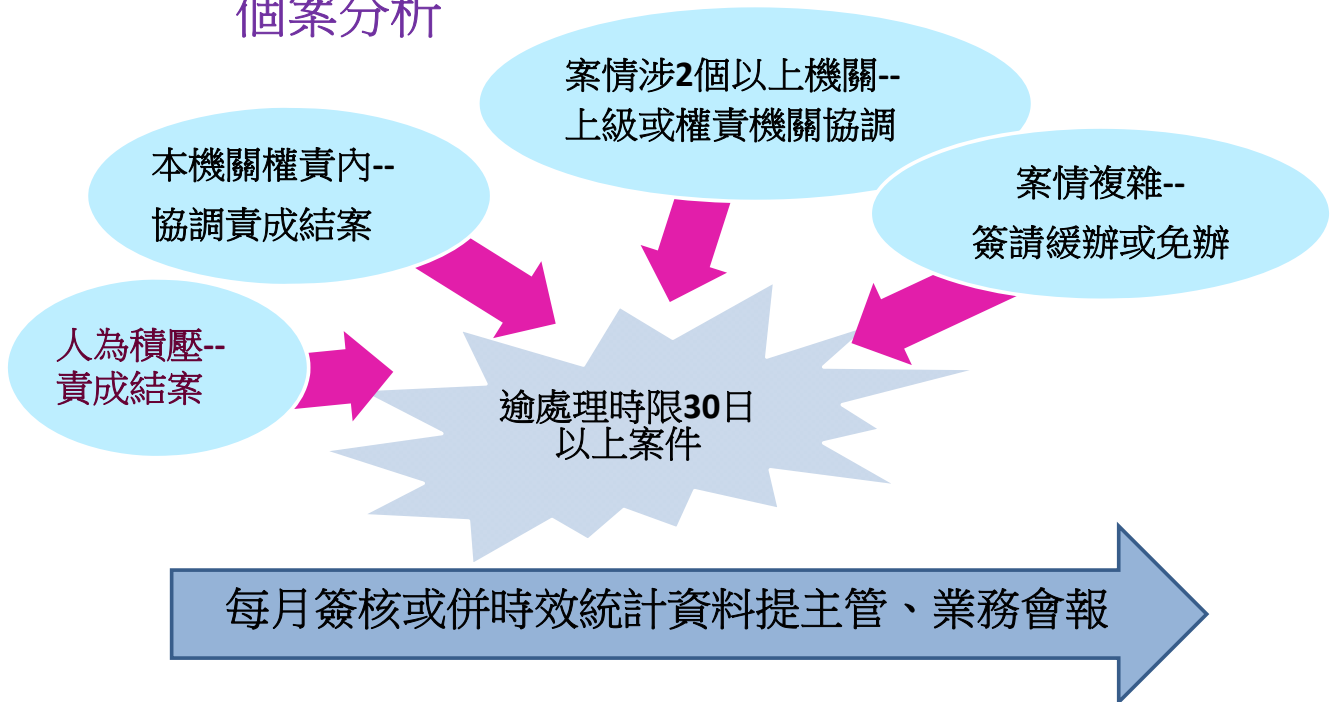 個案分析
案情涉2個以上機關--
上級或權責機關協調
本機關權責內--
協調責成結案
案情複雜--
簽請緩辦或免辦
人為積壓--
責成結案
逾處理時限30日
以上案件
每月簽核或併時效統計資料提主管、業務會報